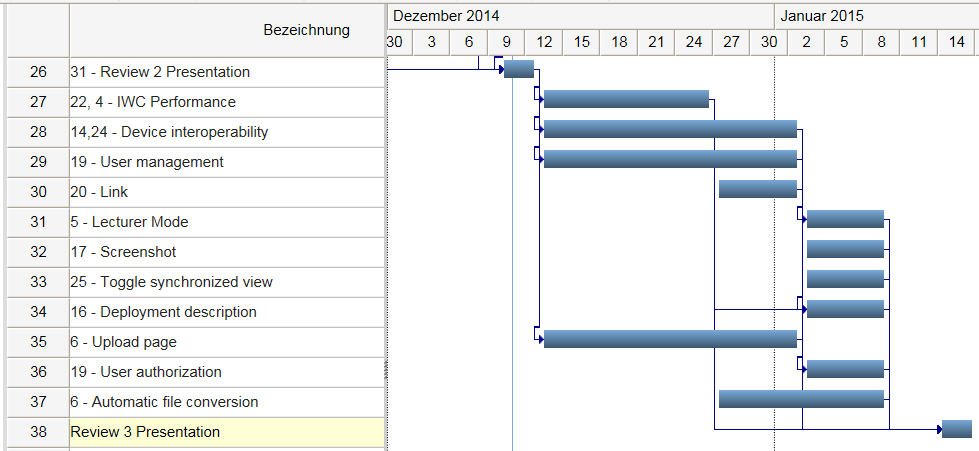 Bezeichnung
Dezember 2014 Januar 2015
30 3 6 9 12 15 18 21 24 27 30 2 5 8 11 14
26 31 - Review 2 Presentation
27 22, 4 - IWC Performance
28 14,24 - Device interoperability
29 19 - User management
30 20 - Link
31 5 - Lecturer Mode
32 17 - Screenshot
33 25 - Toggle synchronized view
34 16 - Deployment description
35 6 - Upload page
36 19 - User authorization
37 6 - Automatic file conversion
38 Review 3 Presentation